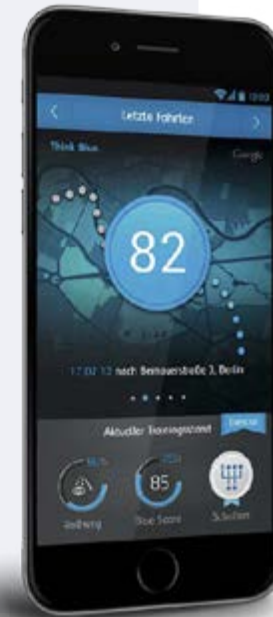 Letzte Fahrten
Think Blue.
Google
82
17.02.13 nach Bernauerstraße 3, Berlin
Aktueller Trainingsstand
85
Blue Score
Schalten